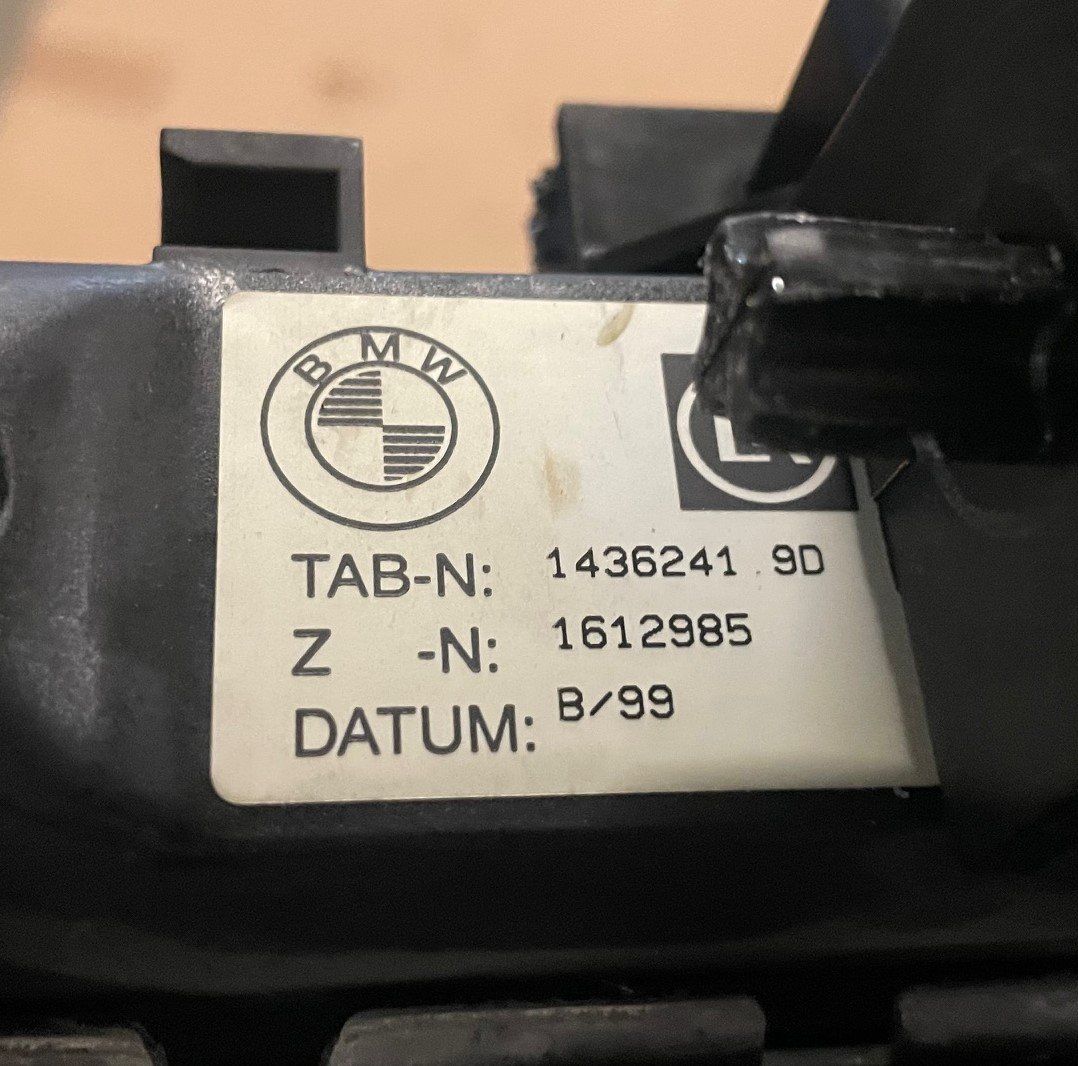 BMW
TAB-N: 1436241.9D
Z -N: 1612985
DATUM: B/99